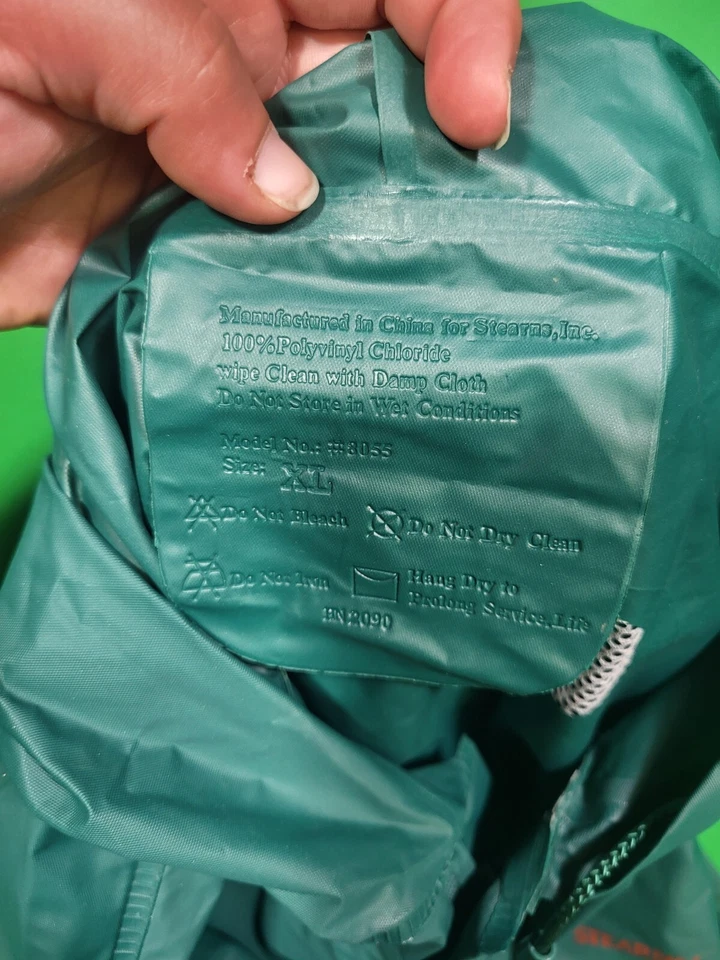 Manufactured in China for Stearns,Inc.
100%Polyvinyl Chloride
wipe Clean with Damp Cloth
Do Not Store in Wet Conditions
Model No.: #8055
Size: XL
Do Not Bleach
Do Not Dry Clean
Do Not Iron
Hang Dry to
Prolong Service,Life
RN2090